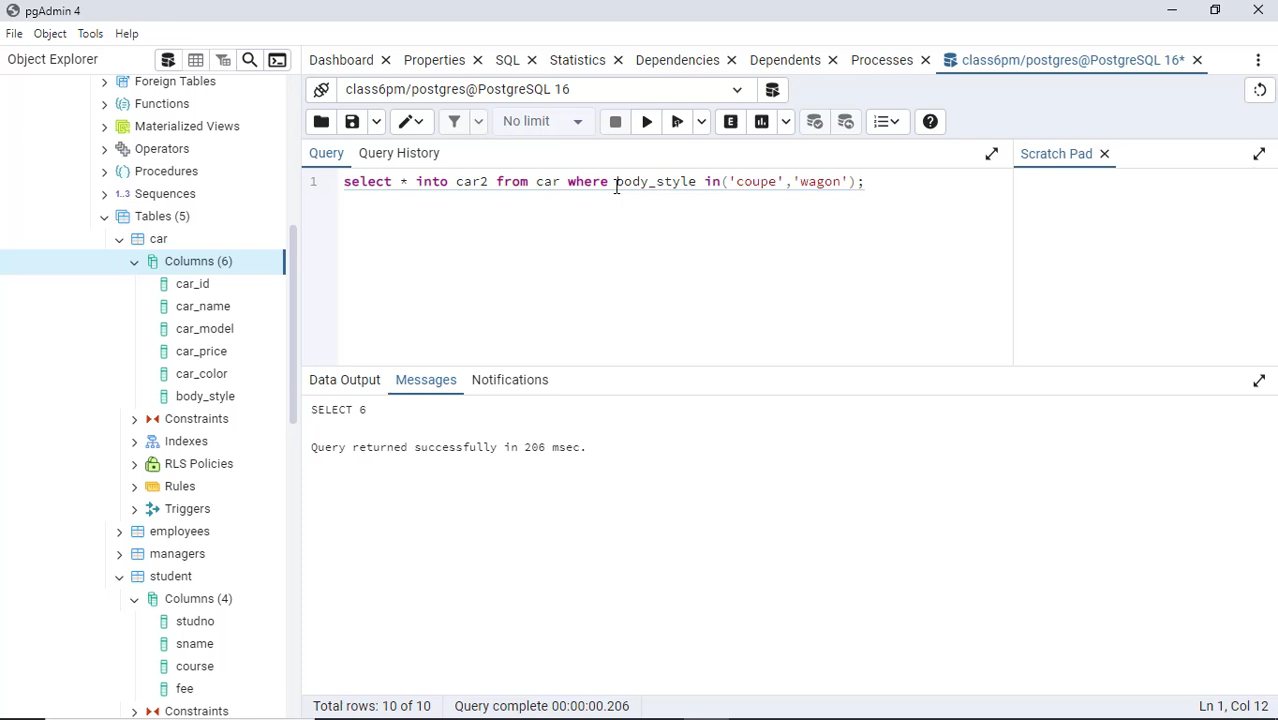 pgAdmin 4
File Object Tools Help
Object Explorer
Dashboard Properties SQL Statistics Dependencies Dependents Processes class6pm/postgres@PostgreSQL 16*
class6pm/postgres@PostgreSQL 16
No limit
E
Query Query History
Scratch Pad
1 select * into car2 from car where body_style in('coupe','wagon');
Foreign Tables
Functions
Materialized Views
Operators
Procedures
1..3 Sequences
Tables (5)
car
Columns (6)
car_id
car_name
car_model
car_price
car_color
body_style
Constraints
Indexes
RLS Policies
Rules
Triggers
employees
managers
student
Columns (4)
studno
sname
course
fee
Constraints
Data Output Messages Notifications
SELECT 6
Query returned successfully in 206 msec.
Total rows: 10 of 10 Query complete 00:00:00.206 Ln 1, Col 12